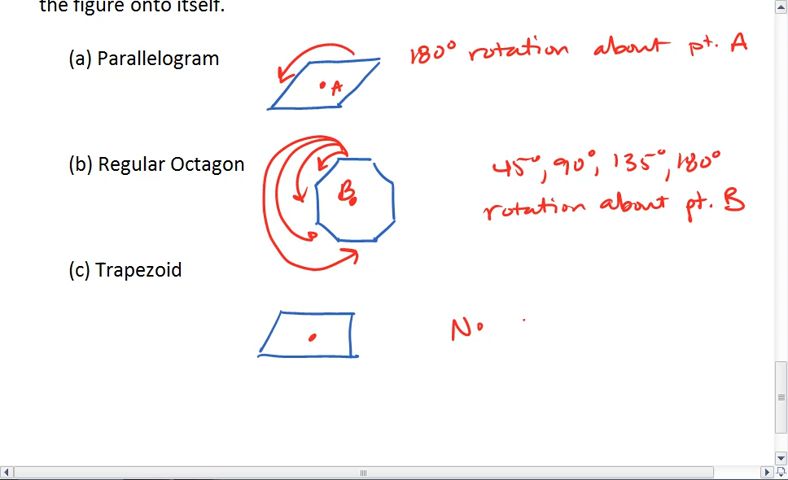 the figure onto itself.
(a) Parallelogram
180° rotation about pt. A
A
(b) Regular Octagon
B
45°, 90°, 135°, 180°
rotation about pt. B
(c) Trapezoid
No